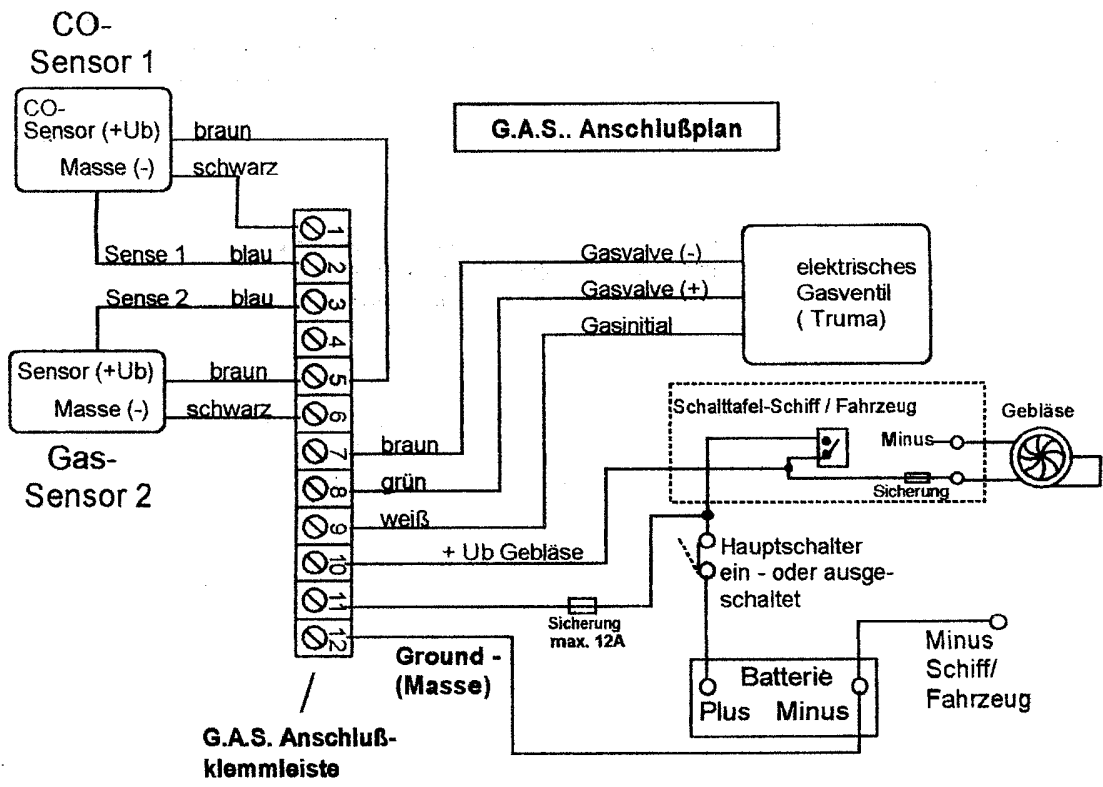 CO-
Sensor 1
CO-
Sensor (+Ub)
Masse (-)
braun
schwarz
G.A.S.. Anschlußplan
Sense 1 blau
Sense 2 blau
Sensor (+Ub)
Masse (-)
braun
schwarz
Gas-
Sensor 2
1
2
3
4
5
6
7
8
9
10
11
12
Gasvalve (-)
Gasvalve (+)
Gasinitial
elektrisches
Gasventil
( Truma)
braun
grün
weiß
+ Ub Gebläse
Schalttafel-Schiff / Fahrzeug
Minus
Sicherung
Gebläse
Hauptschalter
ein - oder ausge-
schaltet
Sicherung
max. 12A
Ground -
(Masse)
Batterie
Plus Minus
Minus
Schiff/
Fahrzeug
G.A.S. Anschluß-
klemmleiste